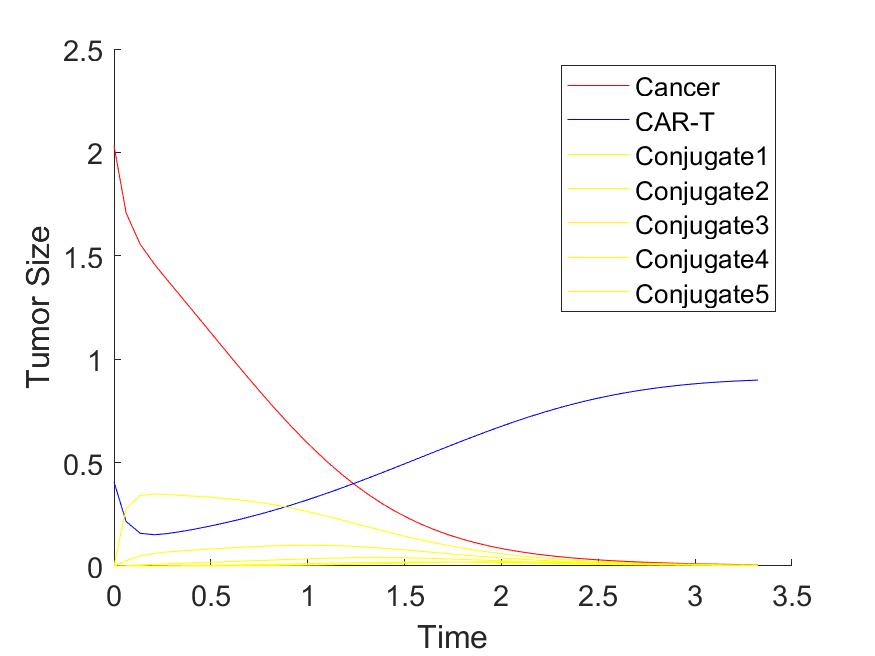 2.5
2
1.5
1
0.5
0
Tumor Size
Cancer
CAR-T
Conjugate1
Conjugate2
Conjugate3
Conjugate4
Conjugate5
0 0.5 1 1.5 2 2.5 3 3.5
Time